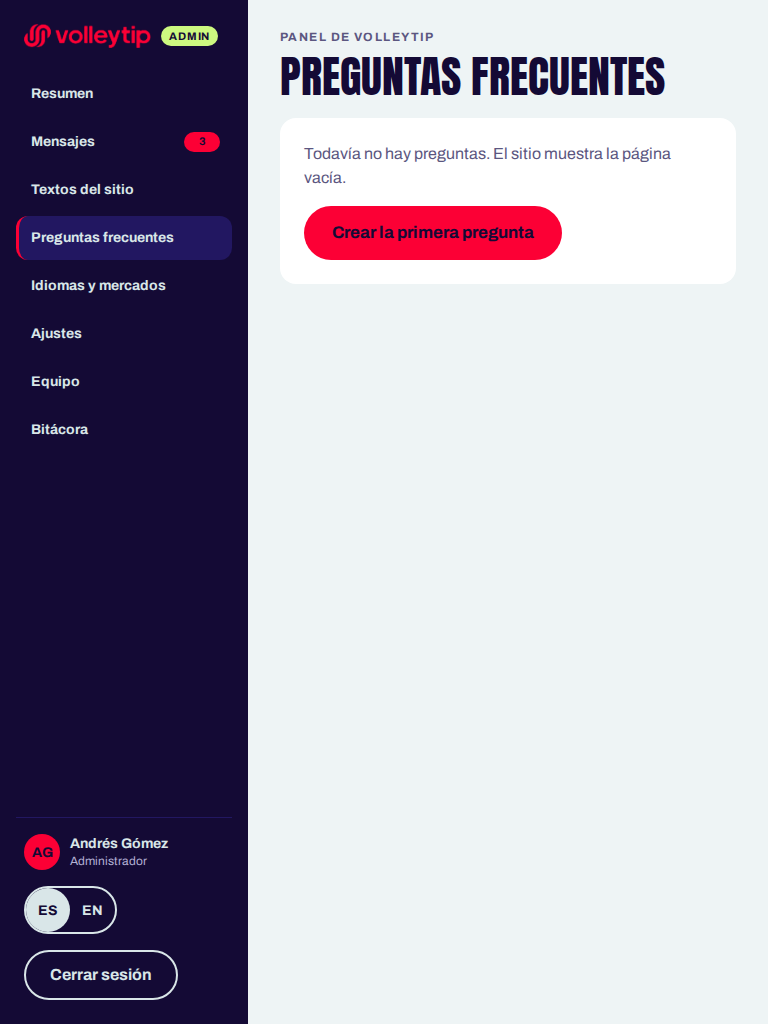 volleytip ADMIN
Resumen
Mensajes 3
Textos del sitio
Preguntas frecuentes
Idiomas y mercados
Ajustes
Equipo
Bitácora
AG Andrés Gómez
Administrador
ES EN
Cerrar sesión
PANEL DE VOLLEYTIP
PREGUNTAS FRECUENTES
Todavía no hay preguntas. El sitio muestra la página
vacía.
Crear la primera pregunta